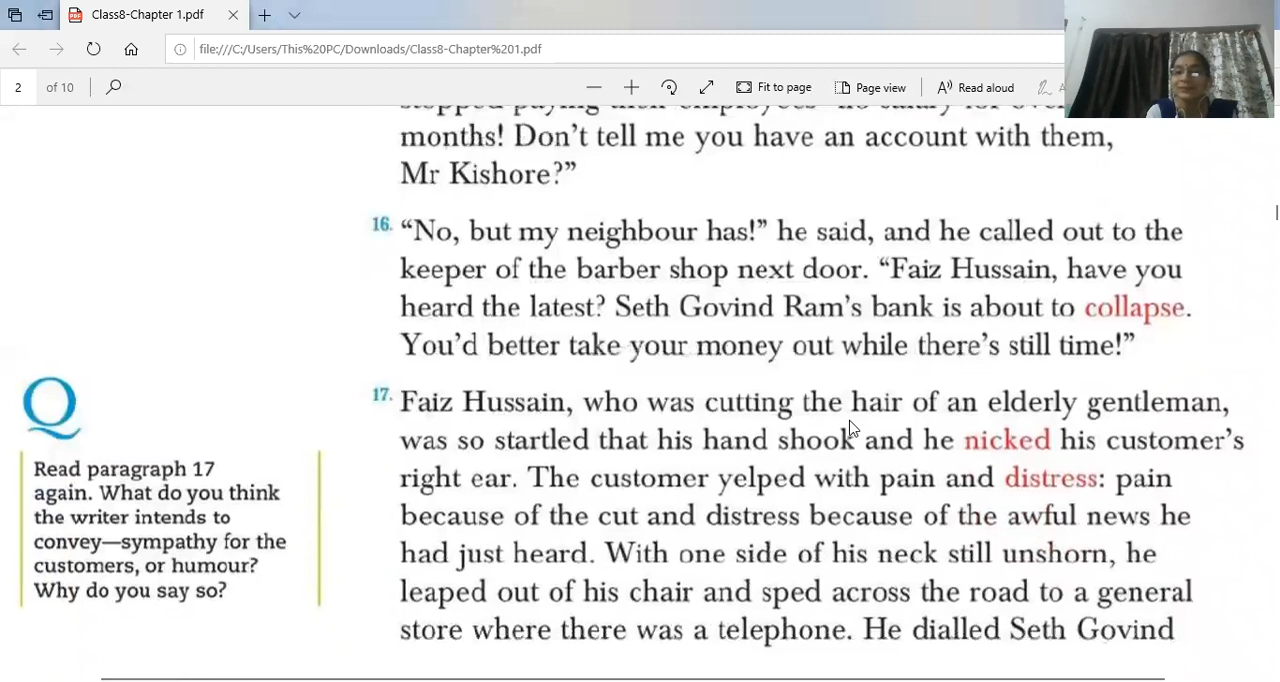 Class8-Chapter 1.pdf
file:///C:/Users/This%20PC/Downloads/Class8-Chapter%201.pdf
2 of 10
Fit to page
Page view
Read aloud
stopped paying their employees—no salary for over
months! Don't tell me you have an account with them,
Mr Kishore?”
16. “No, but my neighbour has!” he said, and he called out to the
keeper of the barber shop next door. “Faiz Hussain, have you
heard the latest? Seth Govind Ram's bank is about to collapse.
You'd better take your money out while there's still time!”
17. Faiz Hussain, who was cutting the hair of an elderly gentleman,
was so startled that his hand shook and he nicked his customer's
right ear. The customer yelped with pain and distress: pain
because of the cut and distress because of the awful news he
had just heard. With one side of his neck still unshorn, he
leaped out of his chair and sped across the road to a general
store where there was a telephone. He dialled Seth Govind
Q
Read paragraph 17
again. What do you think
the writer intends to
convey—sympathy for the
customers, or humour?
Why do you say so?